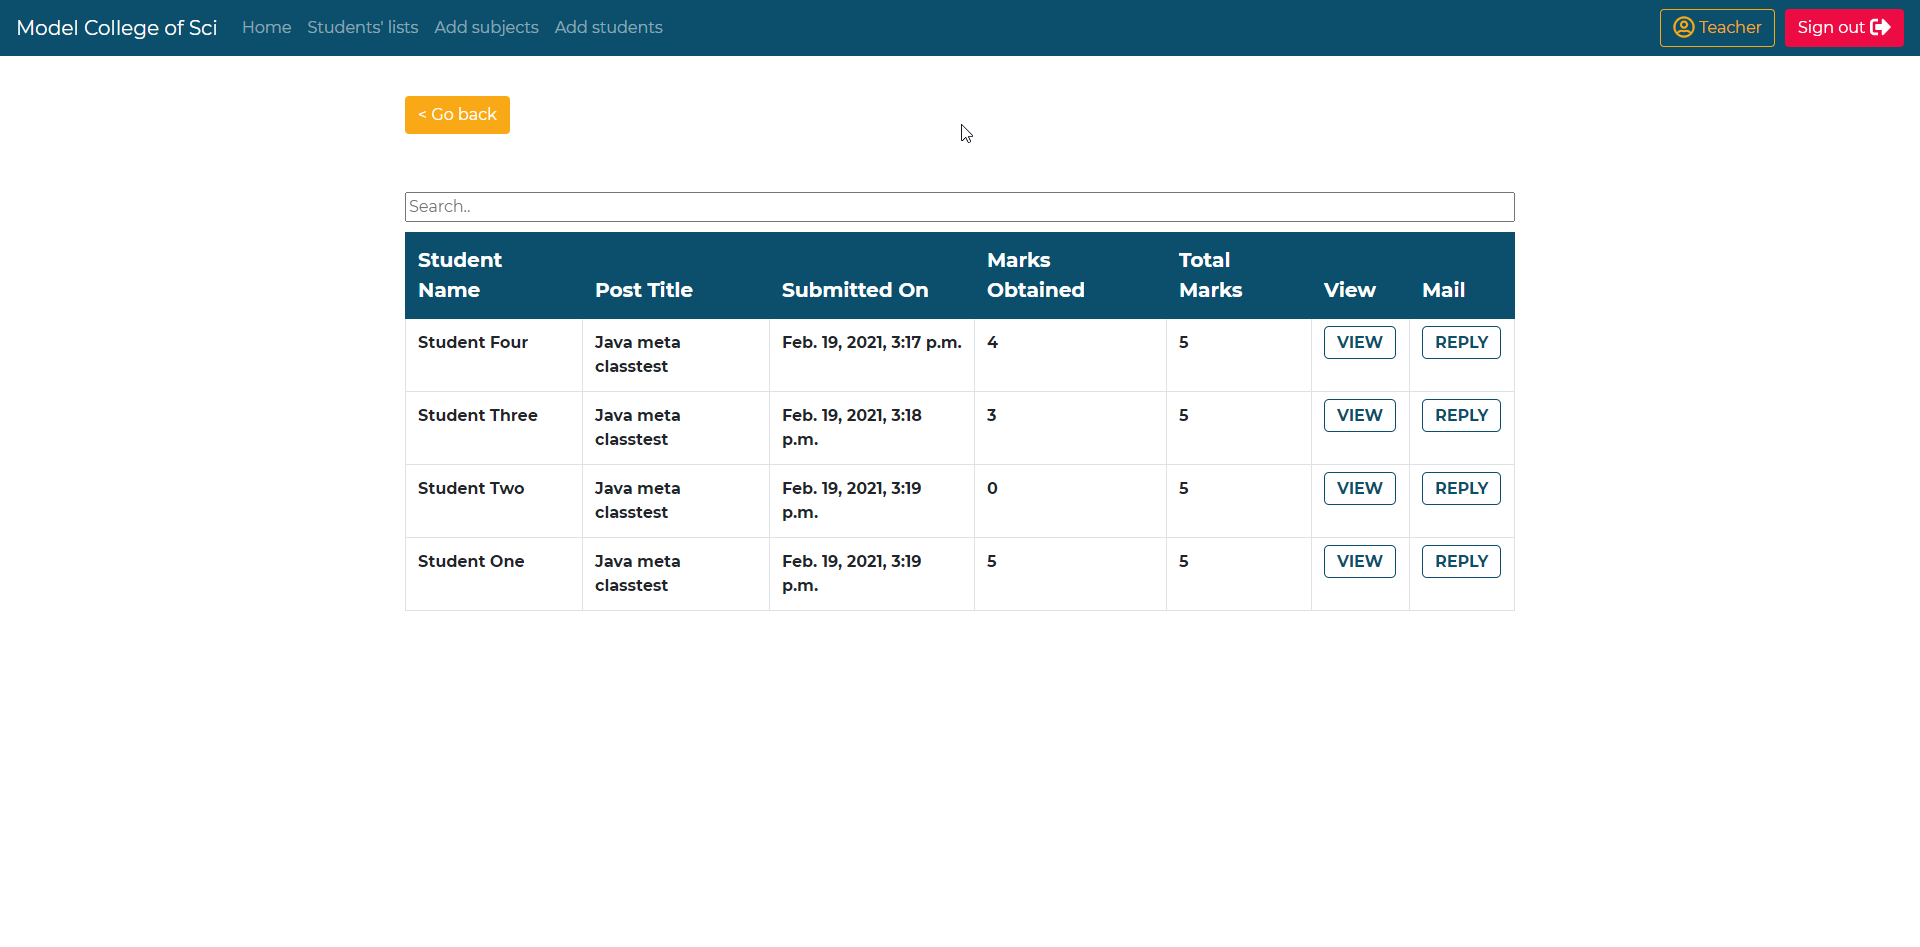 Model College of Sci Home Students' lists Add subjects Add students Teacher Sign out
< Go back
Search..
Student Name Post Title Submitted On Marks Obtained Total Marks View Mail
Student Four Java meta classtest Feb. 19, 2021, 3:17 p.m. 4 5 VIEW REPLY
Student Three Java meta classtest Feb. 19, 2021, 3:18 p.m. 3 5 VIEW REPLY
Student Two Java meta classtest Feb. 19, 2021, 3:19 p.m. 0 5 VIEW REPLY
Student One Java meta classtest Feb. 19, 2021, 3:19 p.m. 5 5 VIEW REPLY